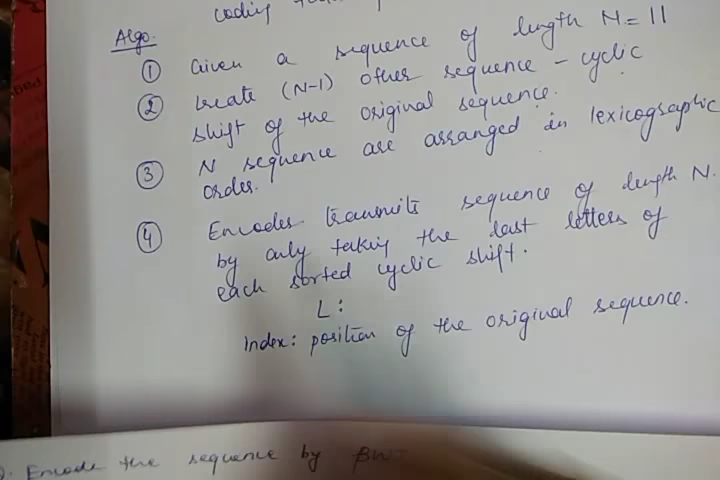 coding
Algo.
① Given a sequence of length N = 11
② Create (N-1) other sequence - cyclic
shift of the original sequence.
③ N sequence are arranged in lexicographic
order.
④ Encoder transmits sequence of length N.
by only taking the last letters of
each sorted cyclic shift.
L:
Index: position of the original sequence.
Encode the sequence by BW